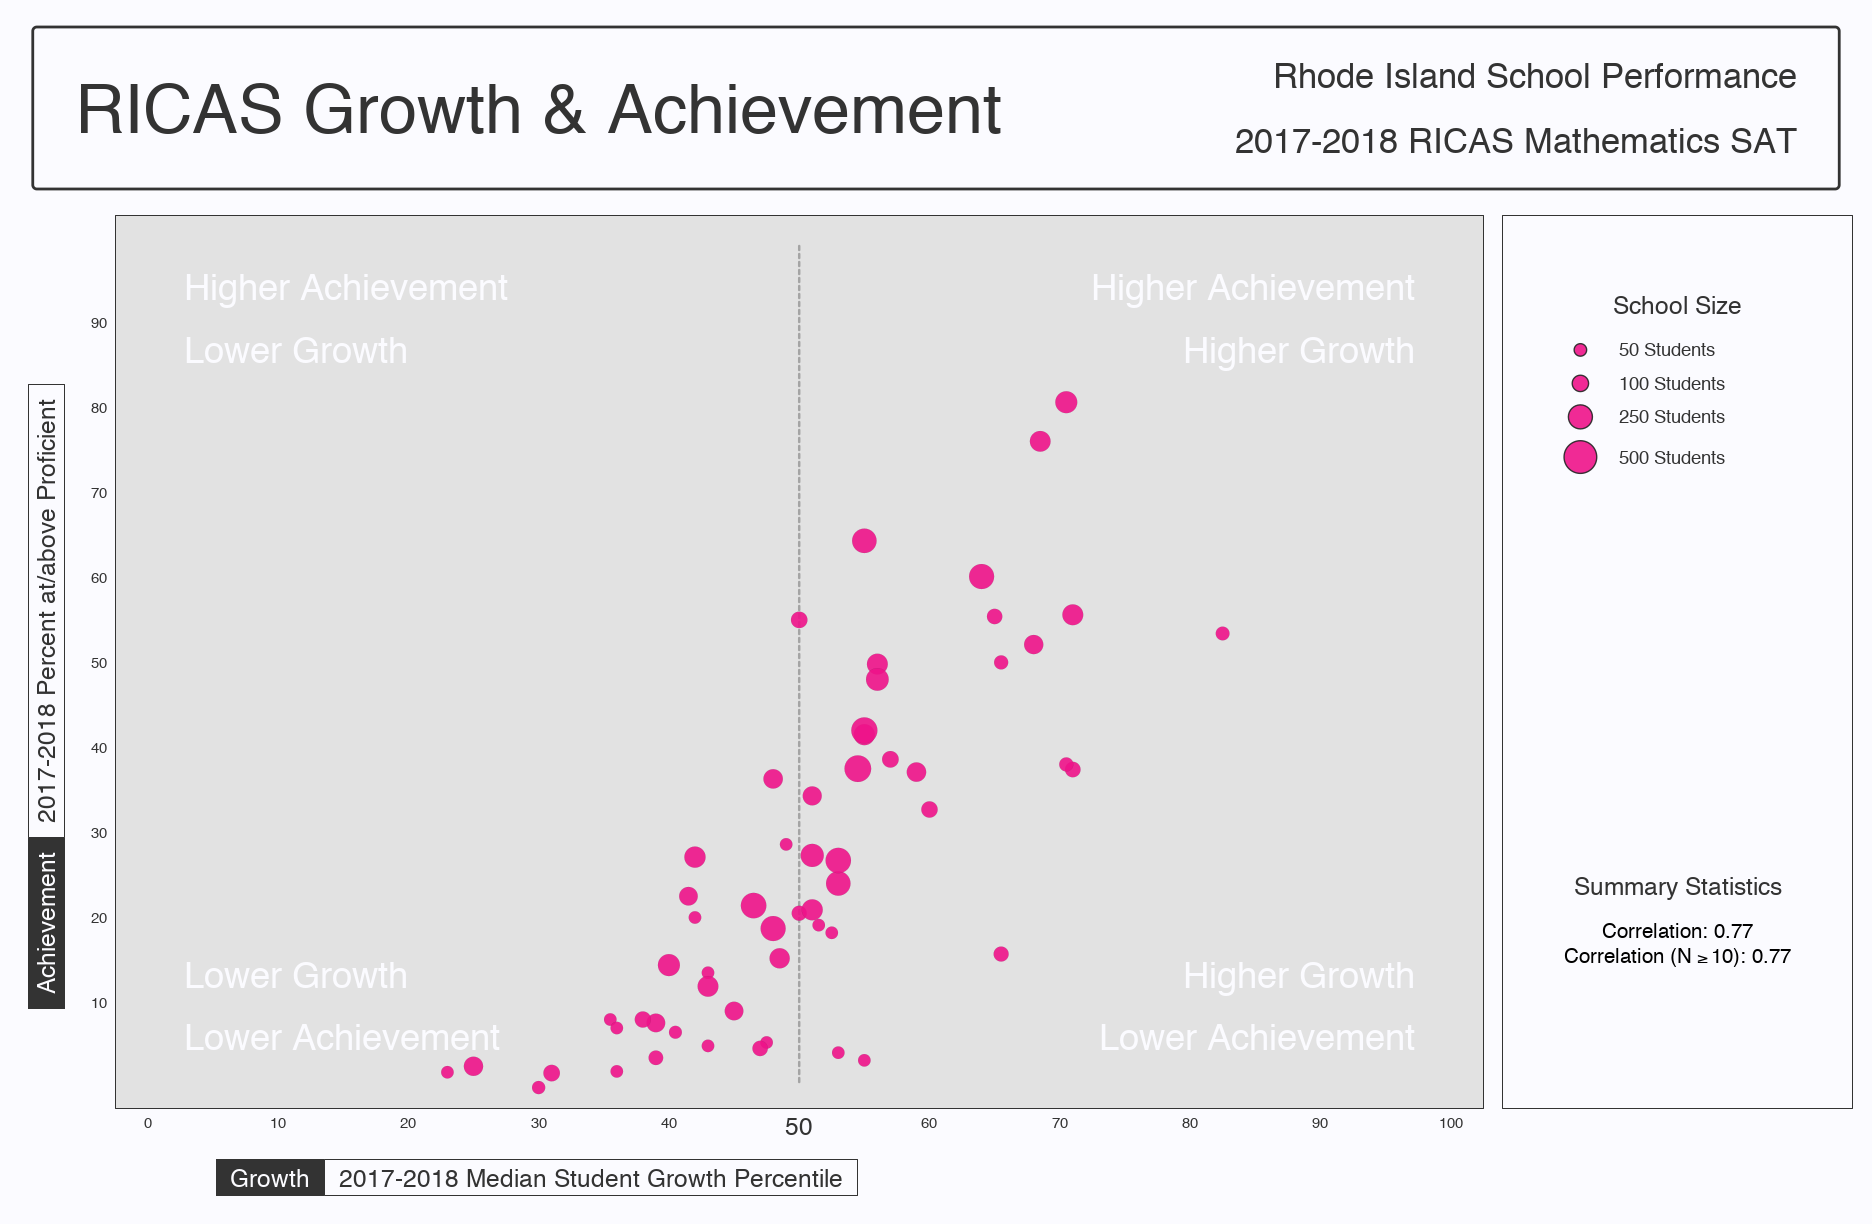 RICAS Growth & Achievement
Rhode Island School Performance
2017-2018 RICAS Mathematics SAT
Higher Achievement
Lower Growth
Higher Achievement
Higher Growth
Lower Growth
Lower Achievement
Higher Growth
Lower Achievement
90
80
70
60
50
40
30
20
10
Achievement 2017-2018 Percent at/above Proficient
0 10 20 30 40 50 60 70 80 90 100
Growth 2017-2018 Median Student Growth Percentile
School Size
50 Students
100 Students
250 Students
500 Students
Summary Statistics
Correlation: 0.77
Correlation (N ≥ 10): 0.77